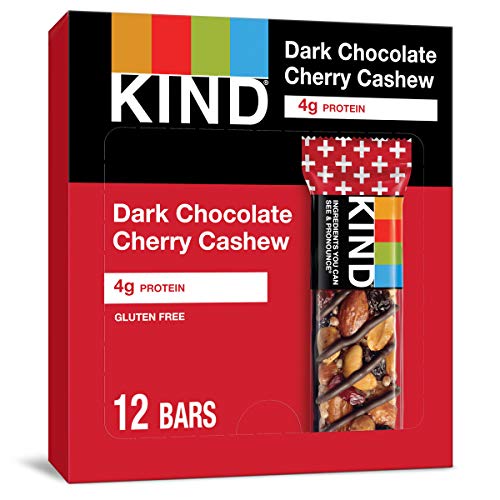 KIND®
Dark Chocolate
Cherry Cashew
4g PROTEIN
Dark Chocolate
Cherry Cashew
4g PROTEIN
GLUTEN FREE
12 BARS
KIND
INGREDIENTS YOU CAN
SEE & PRONOUNCE®